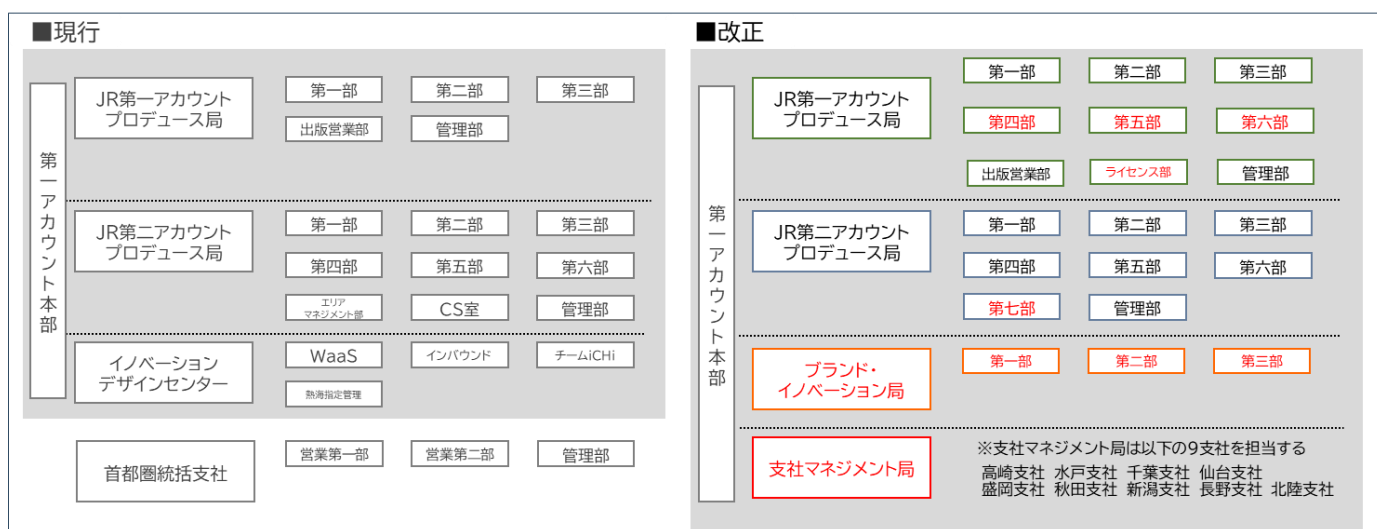 ■現行
第一アカウント本部
JR第一アカウント
プロデュース局
第一部
第二部
第三部
出版営業部
管理部
JR第二アカウント
プロデュース局
第一部
第二部
第三部
第四部
第五部
第六部
エリア
マネジメント部
CS室
管理部
イノベーション
デザインセンター
WaaS
インバウンド
チームiCHi
熱海指定管理
首都圏統括支社
営業第一部
営業第二部
管理部
■改正
第一アカウント本部
JR第一アカウント
プロデュース局
第一部
第二部
第三部
第四部
第五部
第六部
出版営業部
ライセンス部
管理部
JR第二アカウント
プロデュース局
第一部
第二部
第三部
第四部
第五部
第六部
第七部
管理部
ブランド・
イノベーション局
第一部
第二部
第三部
支社マネジメント局
※支社マネジメント局は以下の9支社を担当する
高崎支社 水戸支社 千葉支社 仙台支社
盛岡支社 秋田支社 新潟支社 長野支社 北陸支社